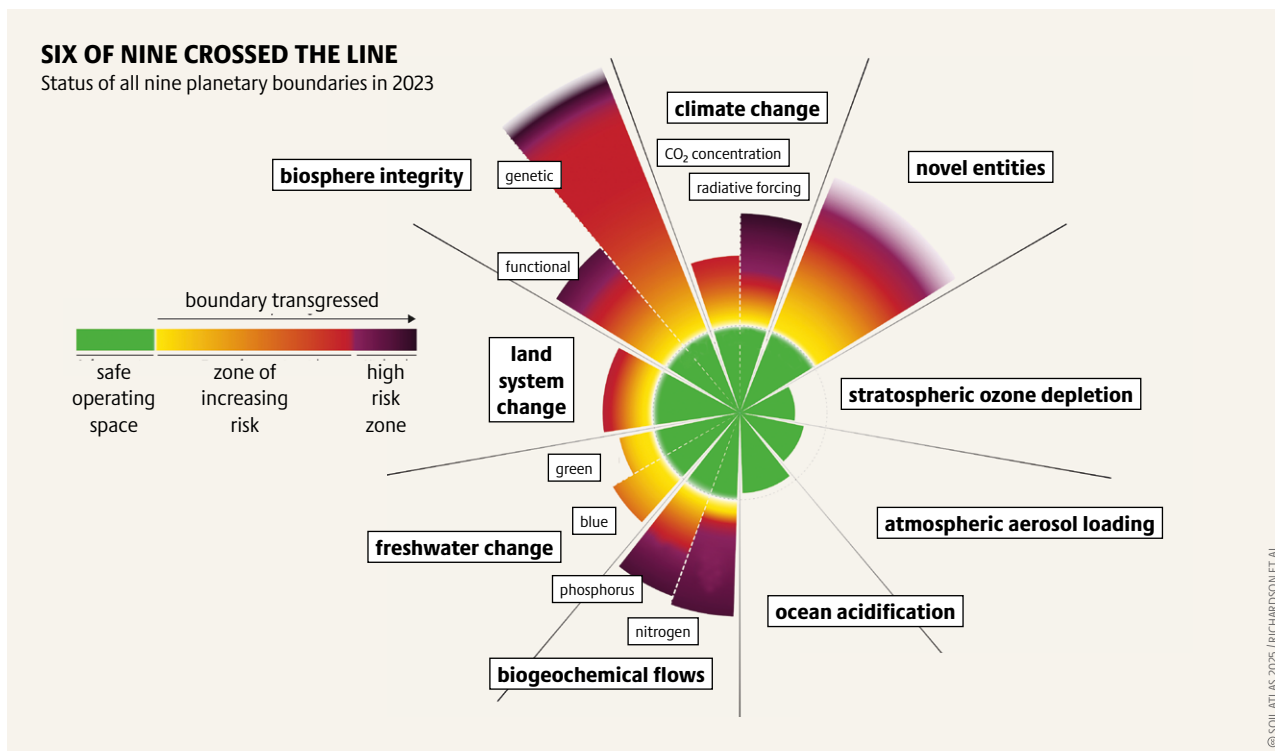 SIX OF NINE CROSSED THE LINE
Status of all nine planetary boundaries in 2023
climate change
CO₂ concentration
radiative forcing
novel entities
biosphere integrity
genetic
functional
boundary transgressed
safe
operating
space
zone of
increasing
risk
high
risk
zone
land
system
change
stratospheric ozone depletion
green
blue
freshwater change
atmospheric aerosol loading
phosphorus
nitrogen
ocean acidification
biogeochemical flows
© SOIL ATLAS 2025 / RICHARDSON ET AL